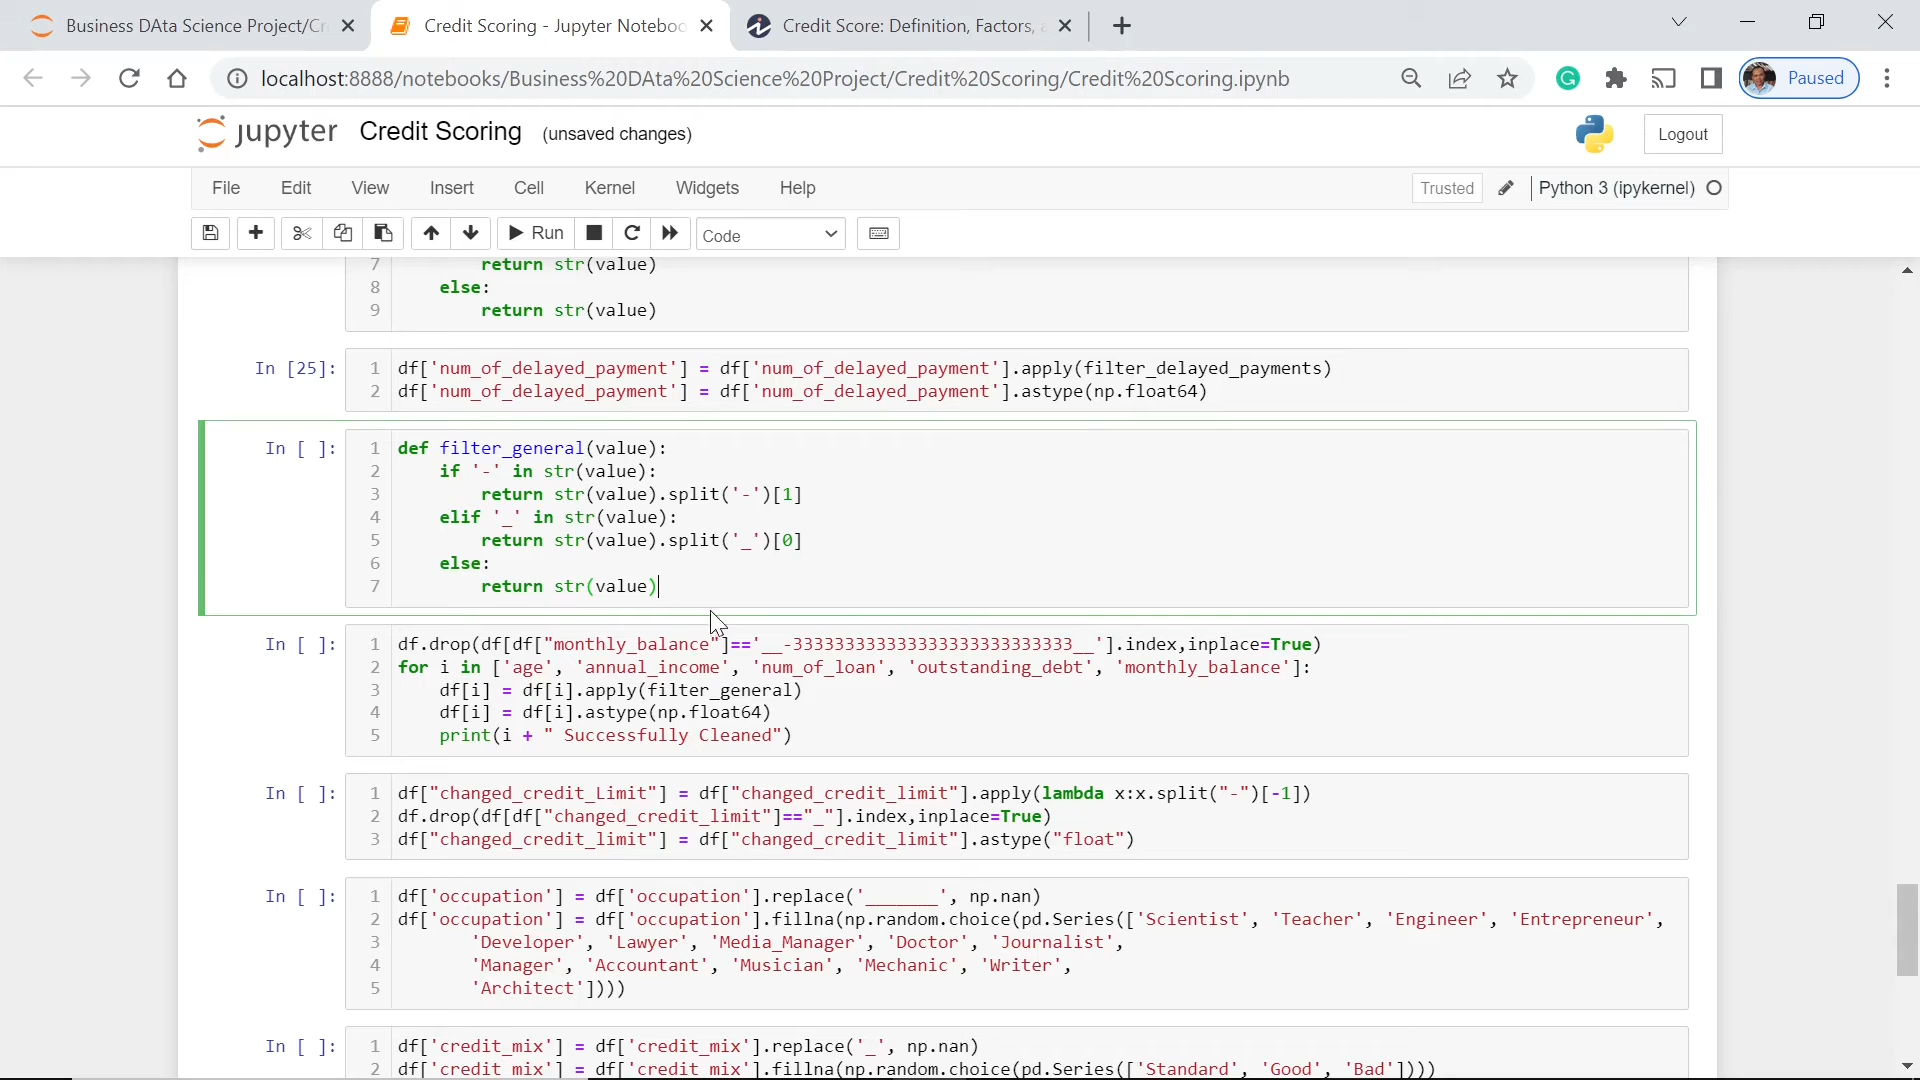 Business DAta Science Project/Cr
Credit Scoring - Jupyter Noteboo
Credit Score: Definition, Factors, a
localhost:8888/notebooks/Business%20DAta%20Science%20Project/Credit%20Scoring/Credit%20Scoring.ipynb
Paused
jupyter Credit Scoring (unsaved changes)
Logout
File Edit View Insert Cell Kernel Widgets Help
Trusted Python 3 (ipykernel)
Run Code
7 return str(value)
8 else:
9 return str(value)
In [25]: 1 df['num_of_delayed_payment'] = df['num_of_delayed_payment'].apply(filter_delayed_payments)
2 df['num_of_delayed_payment'] = df['num_of_delayed_payment'].astype(np.float64)
In [ ]: 1 def filter_general(value):
2 if '-' in str(value):
3 return str(value).split('-')[1]
4 elif '_' in str(value):
5 return str(value).split('_')[0]
6 else:
7 return str(value)
In [ ]: 1 df.drop(df[df["monthly_balance"]=='__-333333333333333333333333333__'].index,inplace=True)
2 for i in ['age', 'annual_income', 'num_of_loan', 'outstanding_debt', 'monthly_balance']:
3 df[i] = df[i].apply(filter_general)
4 df[i] = df[i].astype(np.float64)
5 print(i + " Successfully Cleaned")
In [ ]: 1 df["changed_credit_Limit"] = df["changed_credit_limit"].apply(lambda x:x.split("-")[-1])
2 df.drop(df[df["changed_credit_limit"]=="_"].index,inplace=True)
3 df["changed_credit_limit"] = df["changed_credit_limit"].astype("float")
In [ ]: 1 df['occupation'] = df['occupation'].replace('_______', np.nan)
2 df['occupation'] = df['occupation'].fillna(np.random.choice(pd.Series(['Scientist', 'Teacher', 'Engineer', 'Entrepreneur',
3 'Developer', 'Lawyer', 'Media_Manager', 'Doctor', 'Journalist',
4 'Manager', 'Accountant', 'Musician', 'Mechanic', 'Writer',
5 'Architect'])))
In [ ]: 1 df['credit_mix'] = df['credit_mix'].replace('_', np.nan)
2 df['credit_mix'] = df['credit_mix'].fillna(np.random.choice(pd.Series(['Standard', 'Good', 'Bad'])))